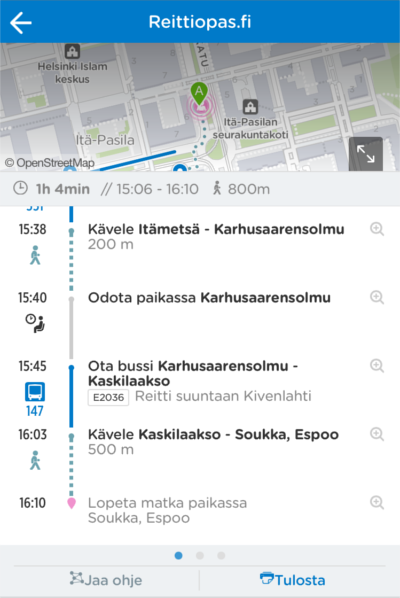 Reittiopas.fi
Helsinki Islam
keskus
ATU
A
Itä-Pasilan
seurakuntakoti
Itä-Pasila
© OpenStreetMap
1h 4min // 15:06 - 16:10 800m
15:38 Kävele Itämetsä - Karhusaarensolmu
200 m
15:40 Odota paikassa Karhusaarensolmu
15:45 Ota bussi Karhusaarensolmu -
Kaskilaakso
E2036 Reitti suuntaan Kivenlahti
147
16:03 Kävele Kaskilaakso - Soukka, Espoo
500 m
16:10 Lopeta matka paikassa
Soukka, Espoo
Jaa ohje Tulosta